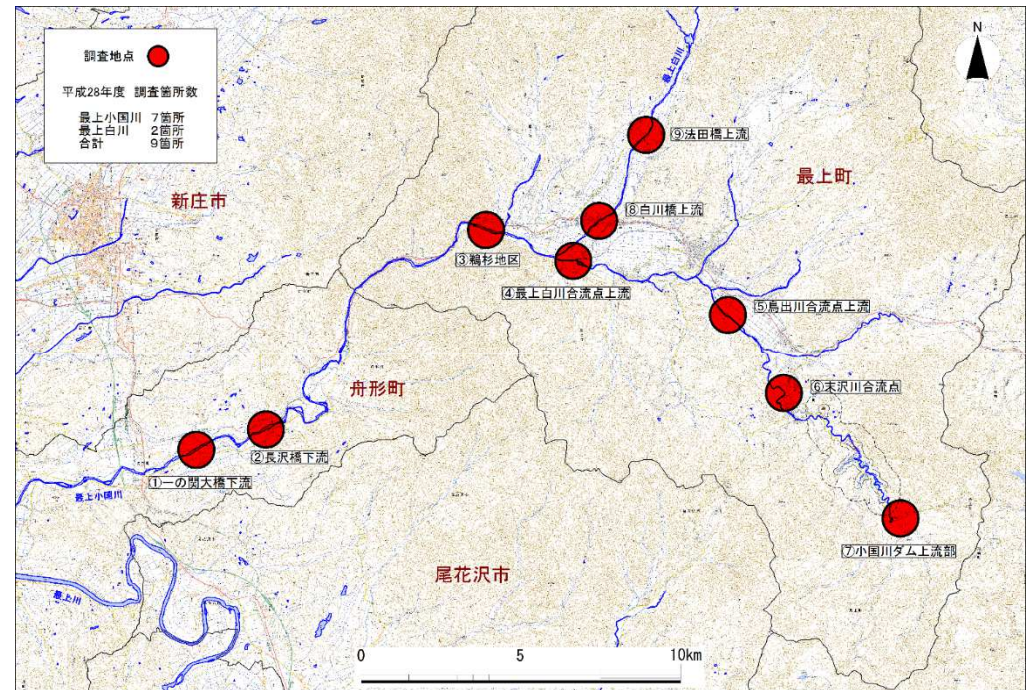 調査地点
平成28年度 調査箇所数
最上小国川 7箇所
最上白川 2箇所
合計 9箇所
N
最上白川
⑨法田橋上流
最上町
新庄市
⑧白川橋上流
③鵜杉地区
④最上白川合流点上流
⑤烏出川合流点上流
舟形町
⑥末沢川合流点
②長沢橋下流
①一の関大橋下流
最上小国川
⑦小国川ダム上流部
尾花沢市
最上川
0 5 10km